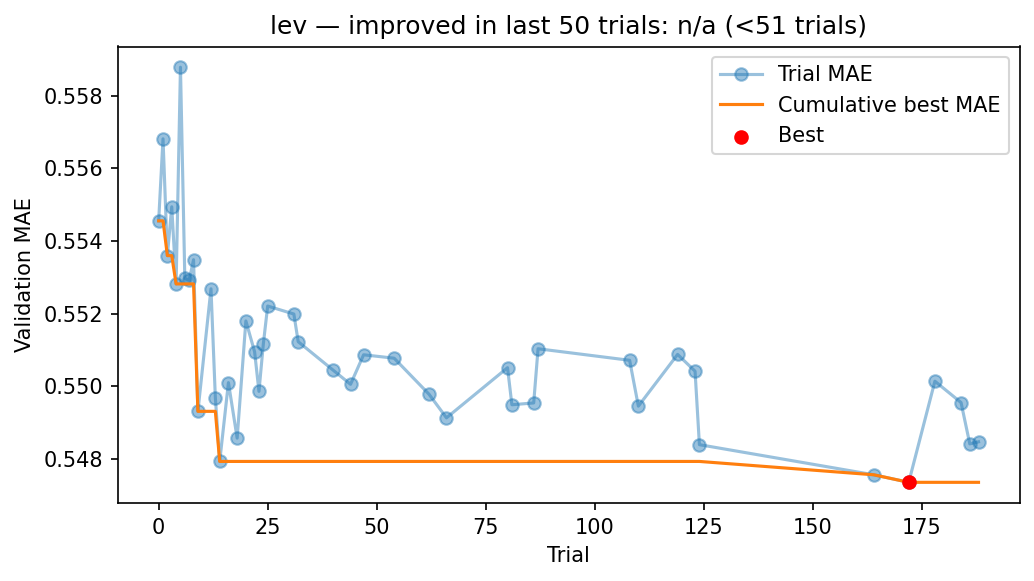 lev — improved in last 50 trials: n/a (<51 trials)
Trial MAE
Cumulative best MAE
Best
Validation MAE
0.558
0.556
0.554
0.552
0.550
0.548
0
25
50
75
100
125
150
175
Trial